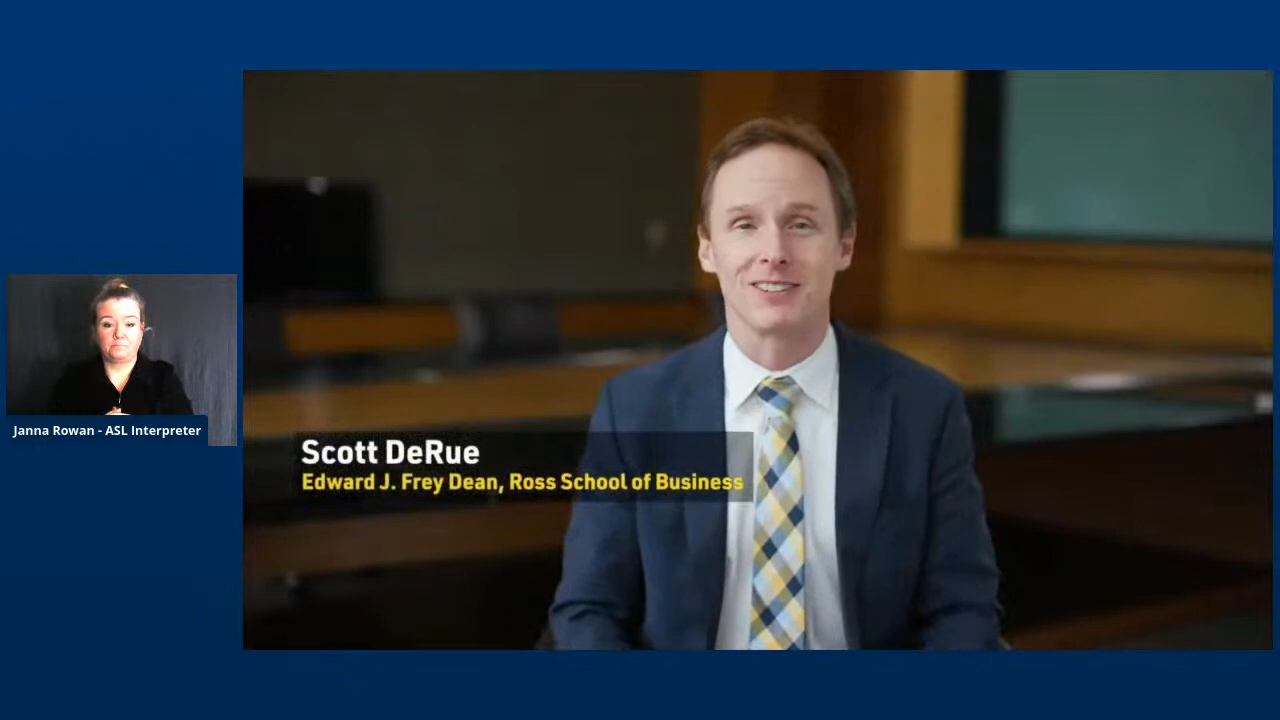 Janna Rowan - ASL Interpreter
Scott DeRue
Edward J. Frey Dean, Ross School of Business